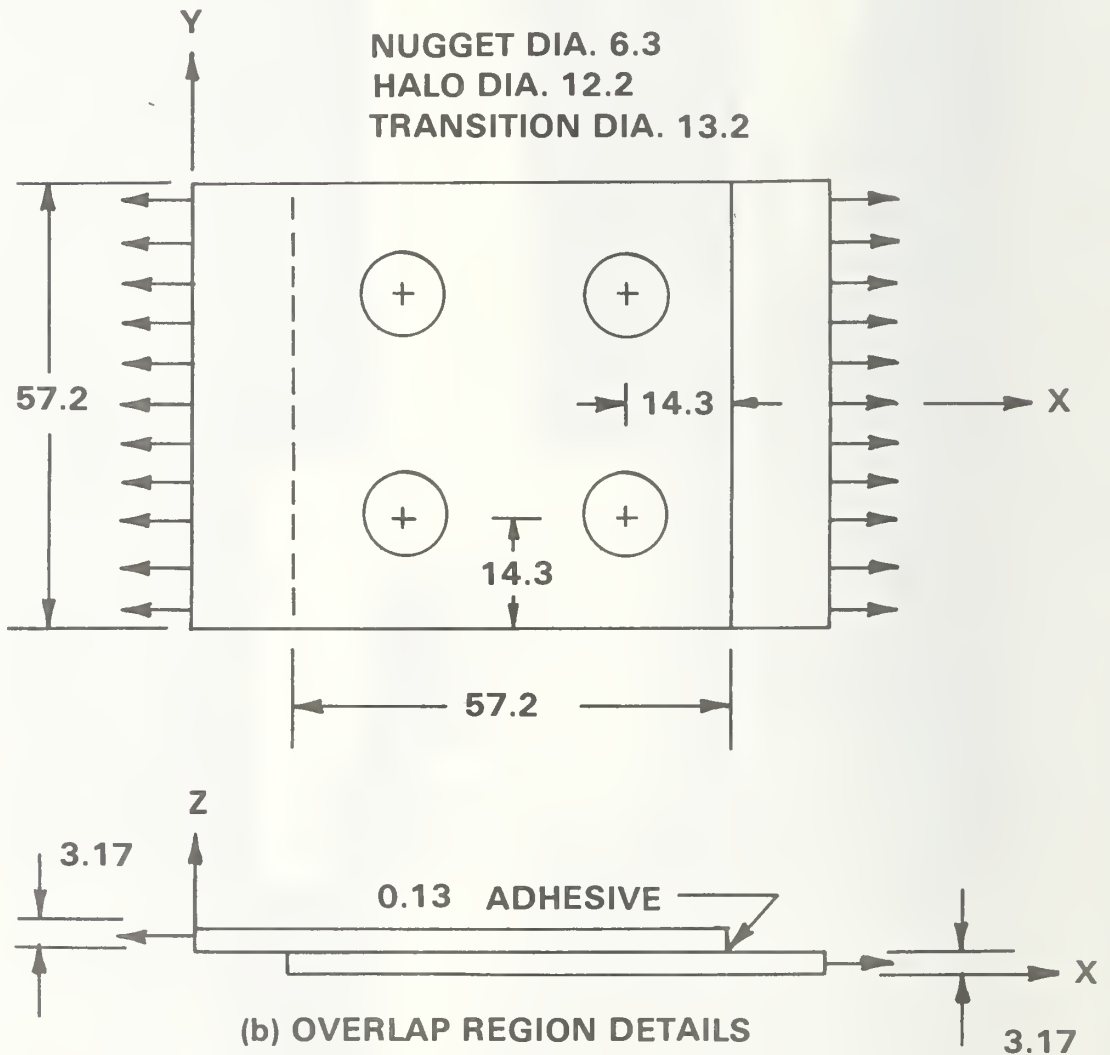 Y
NUGGET DIA. 6.3
HALO DIA. 12.2
TRANSITION DIA. 13.2
57.2
14.3
X
14.3
57.2
Z
3.17
0.13 ADHESIVE
X
(b) OVERLAP REGION DETAILS
3.17